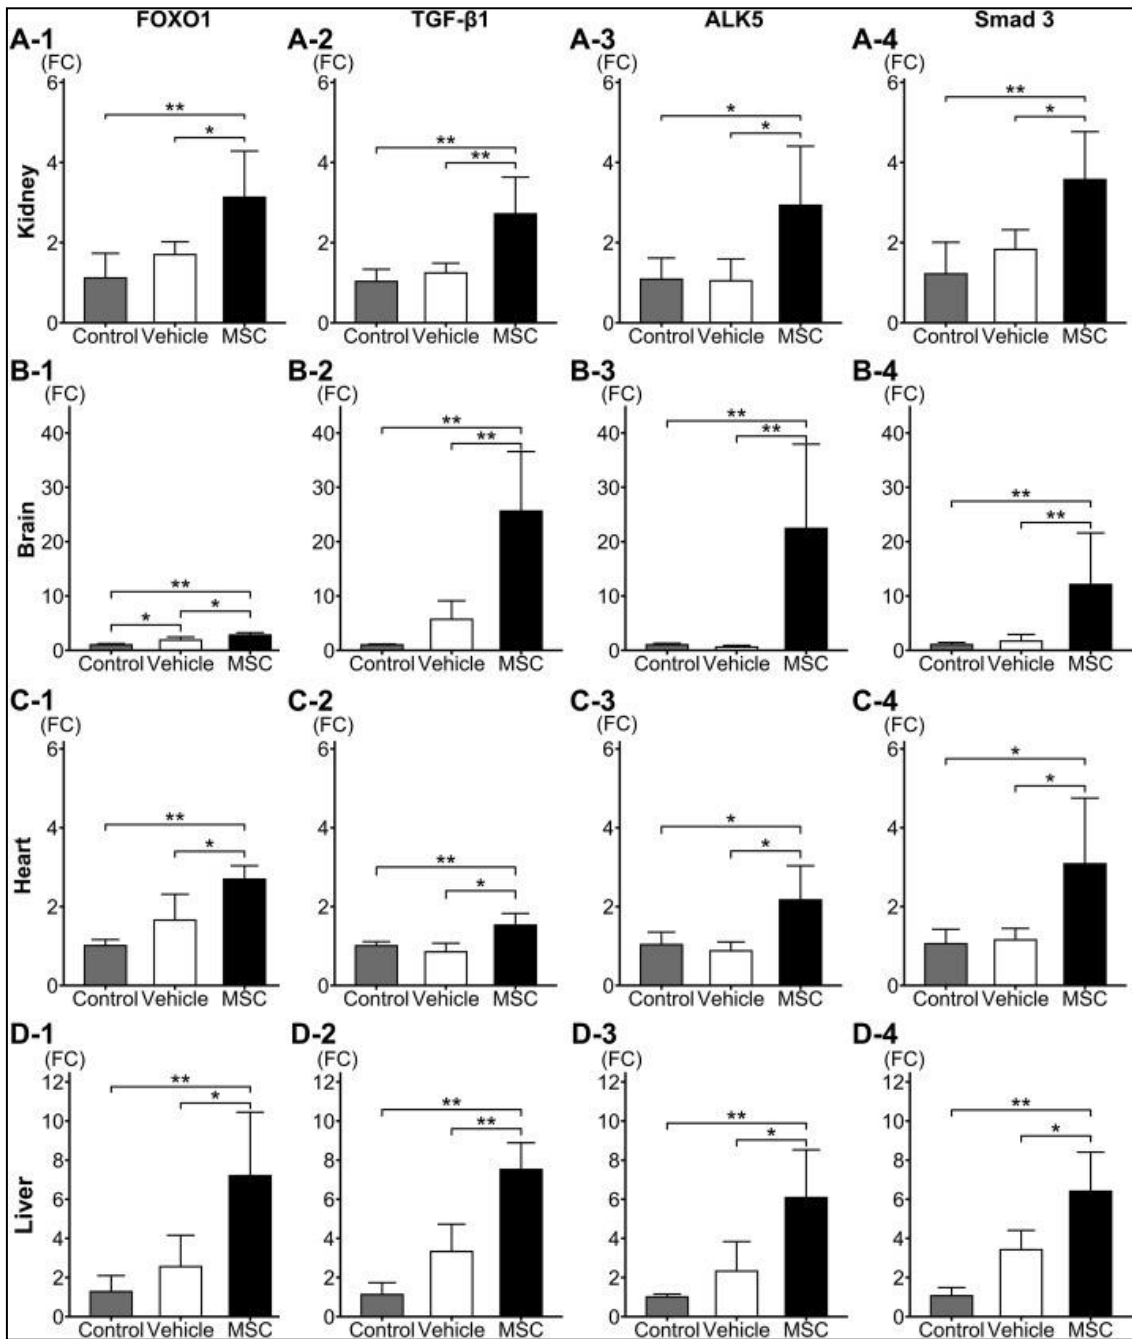 FOXO1 TGF-β1 ALK5 Smad 3
A-1 A-2 A-3 A-4
(FC) (FC) (FC) (FC)
Kidney
6 6 6 6
** ** * **
* ** * *
4 4 4 4
2 2 2 2
0 0 0 0
Control Vehicle MSC Control Vehicle MSC Control Vehicle MSC Control Vehicle MSC
B-1 B-2 B-3 B-4
(FC) (FC) (FC) (FC)
Brain
40 40 40 40
** ** ** **
* * ** ** **
30 30 30 30
20 20 20 20
10 10 10 10
0 0 0 0
Control Vehicle MSC Control Vehicle MSC Control Vehicle MSC Control Vehicle MSC
C-1 C-2 C-3 C-4
(FC) (FC) (FC) (FC)
Heart
6 6 6 6
** ** * *
* * * *
4 4 4 4
2 2 2 2
0 0 0 0
Control Vehicle MSC Control Vehicle MSC Control Vehicle MSC Control Vehicle MSC
D-1 D-2 D-3 D-4
(FC) (FC) (FC) (FC)
Liver
12 12 12 12
** ** ** **
* ** * *
10 10 10 10
8 8 8 8
6 6 6 6
4 4 4 4
2 2 2 2
0 0 0 0
Control Vehicle MSC Control Vehicle MSC Control Vehicle MSC Control Vehicle MSC